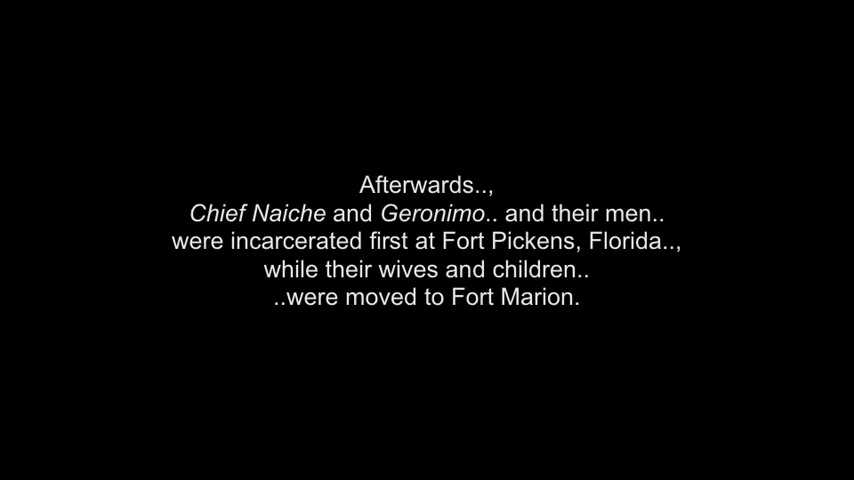 Afterwards..,
Chief Naiche and Geronimo.. and their men..
were incarcerated first at Fort Pickens, Florida..,
while their wives and children..
..were moved to Fort Marion.